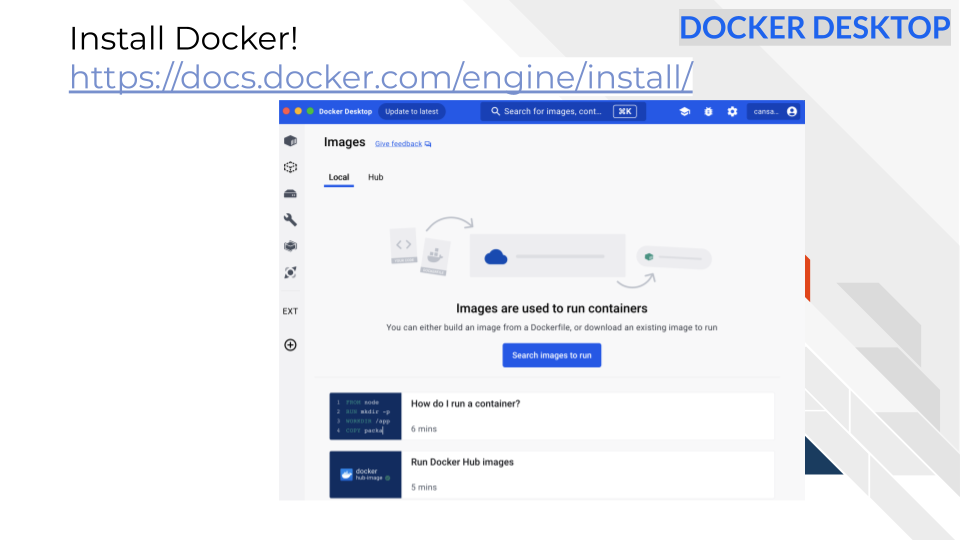 Install Docker!
DOCKER DESKTOP
https://docs.docker.com/engine/install/
Docker Desktop
Update to latest
Search for images, cont...
⌘K
cansa...
Images
Give feedback
Local
Hub
EXT
Images are used to run containers
You can either build an image from a Dockerfile, or download an existing image to run
Search images to run
1 FROM node
2 RUN mkdir -p
3 WORKDIR /app
4 COPY packa
How do I run a container?
6 mins
docker
hub-image
Run Docker Hub images
5 mins